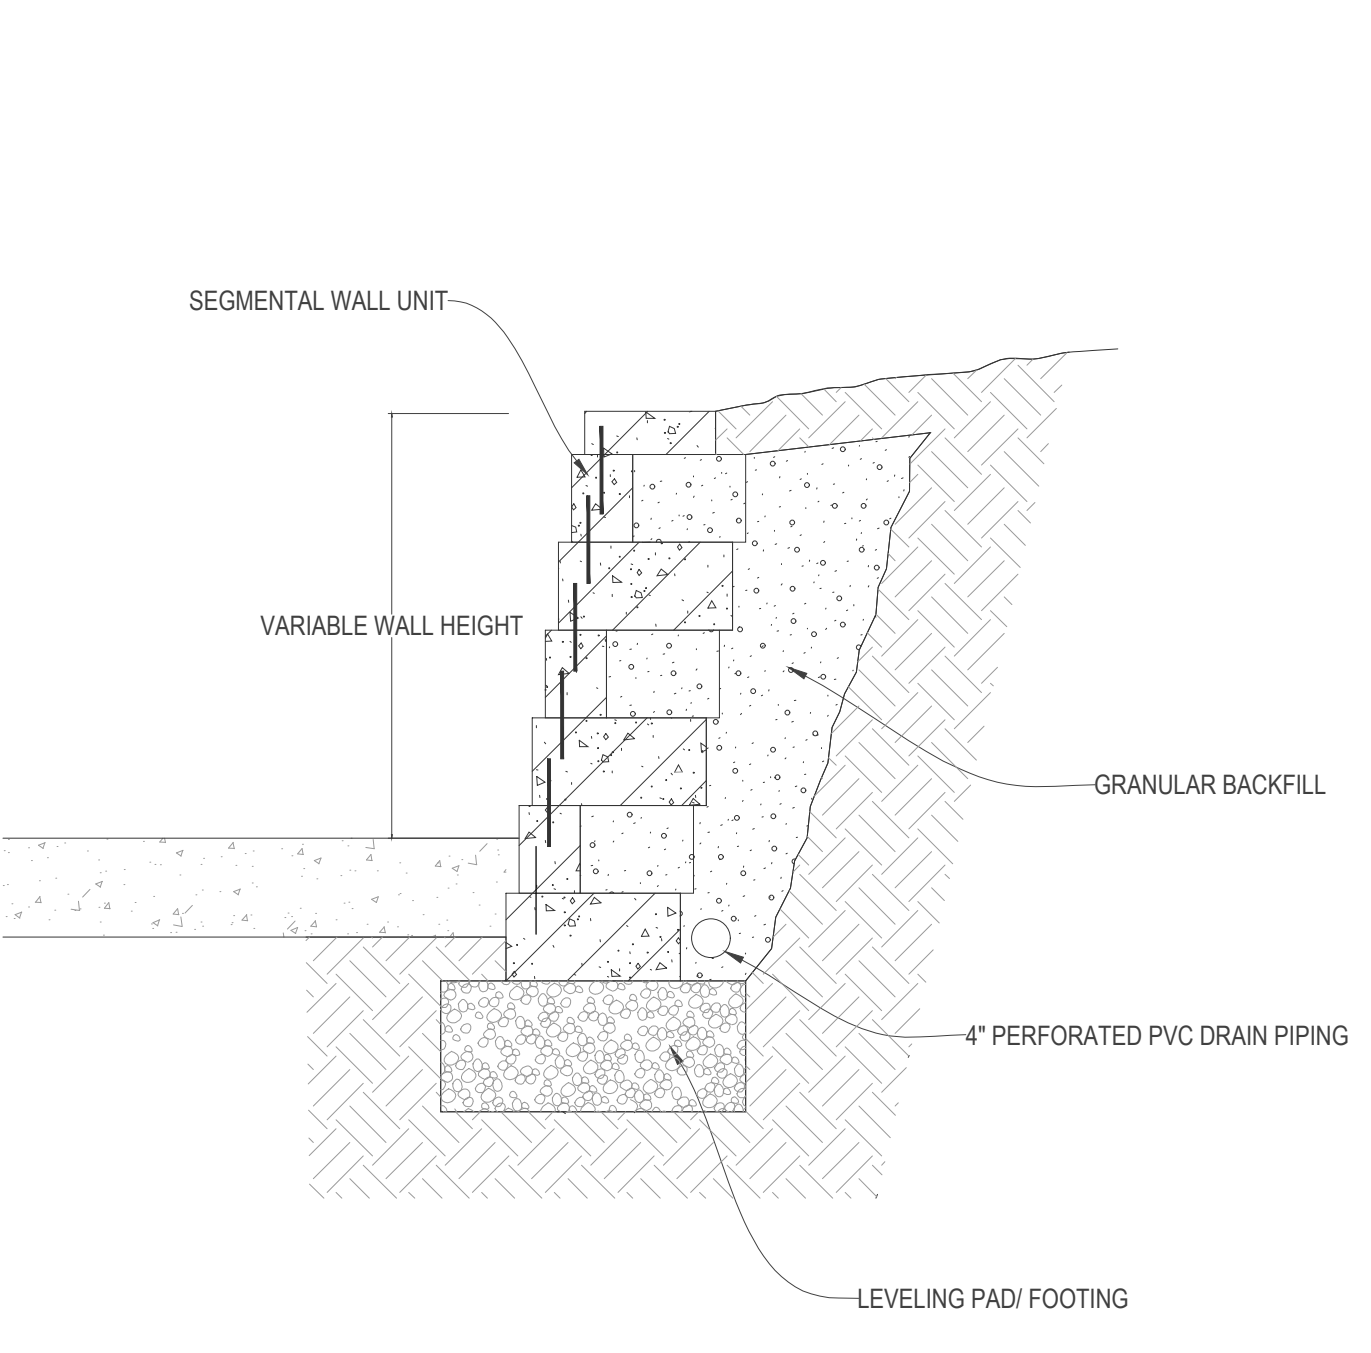 SEGMENTAL WALL UNIT
VARIABLE WALL HEIGHT
GRANULAR BACKFILL
4" PERFORATED PVC DRAIN PIPING
LEVELING PAD/ FOOTING